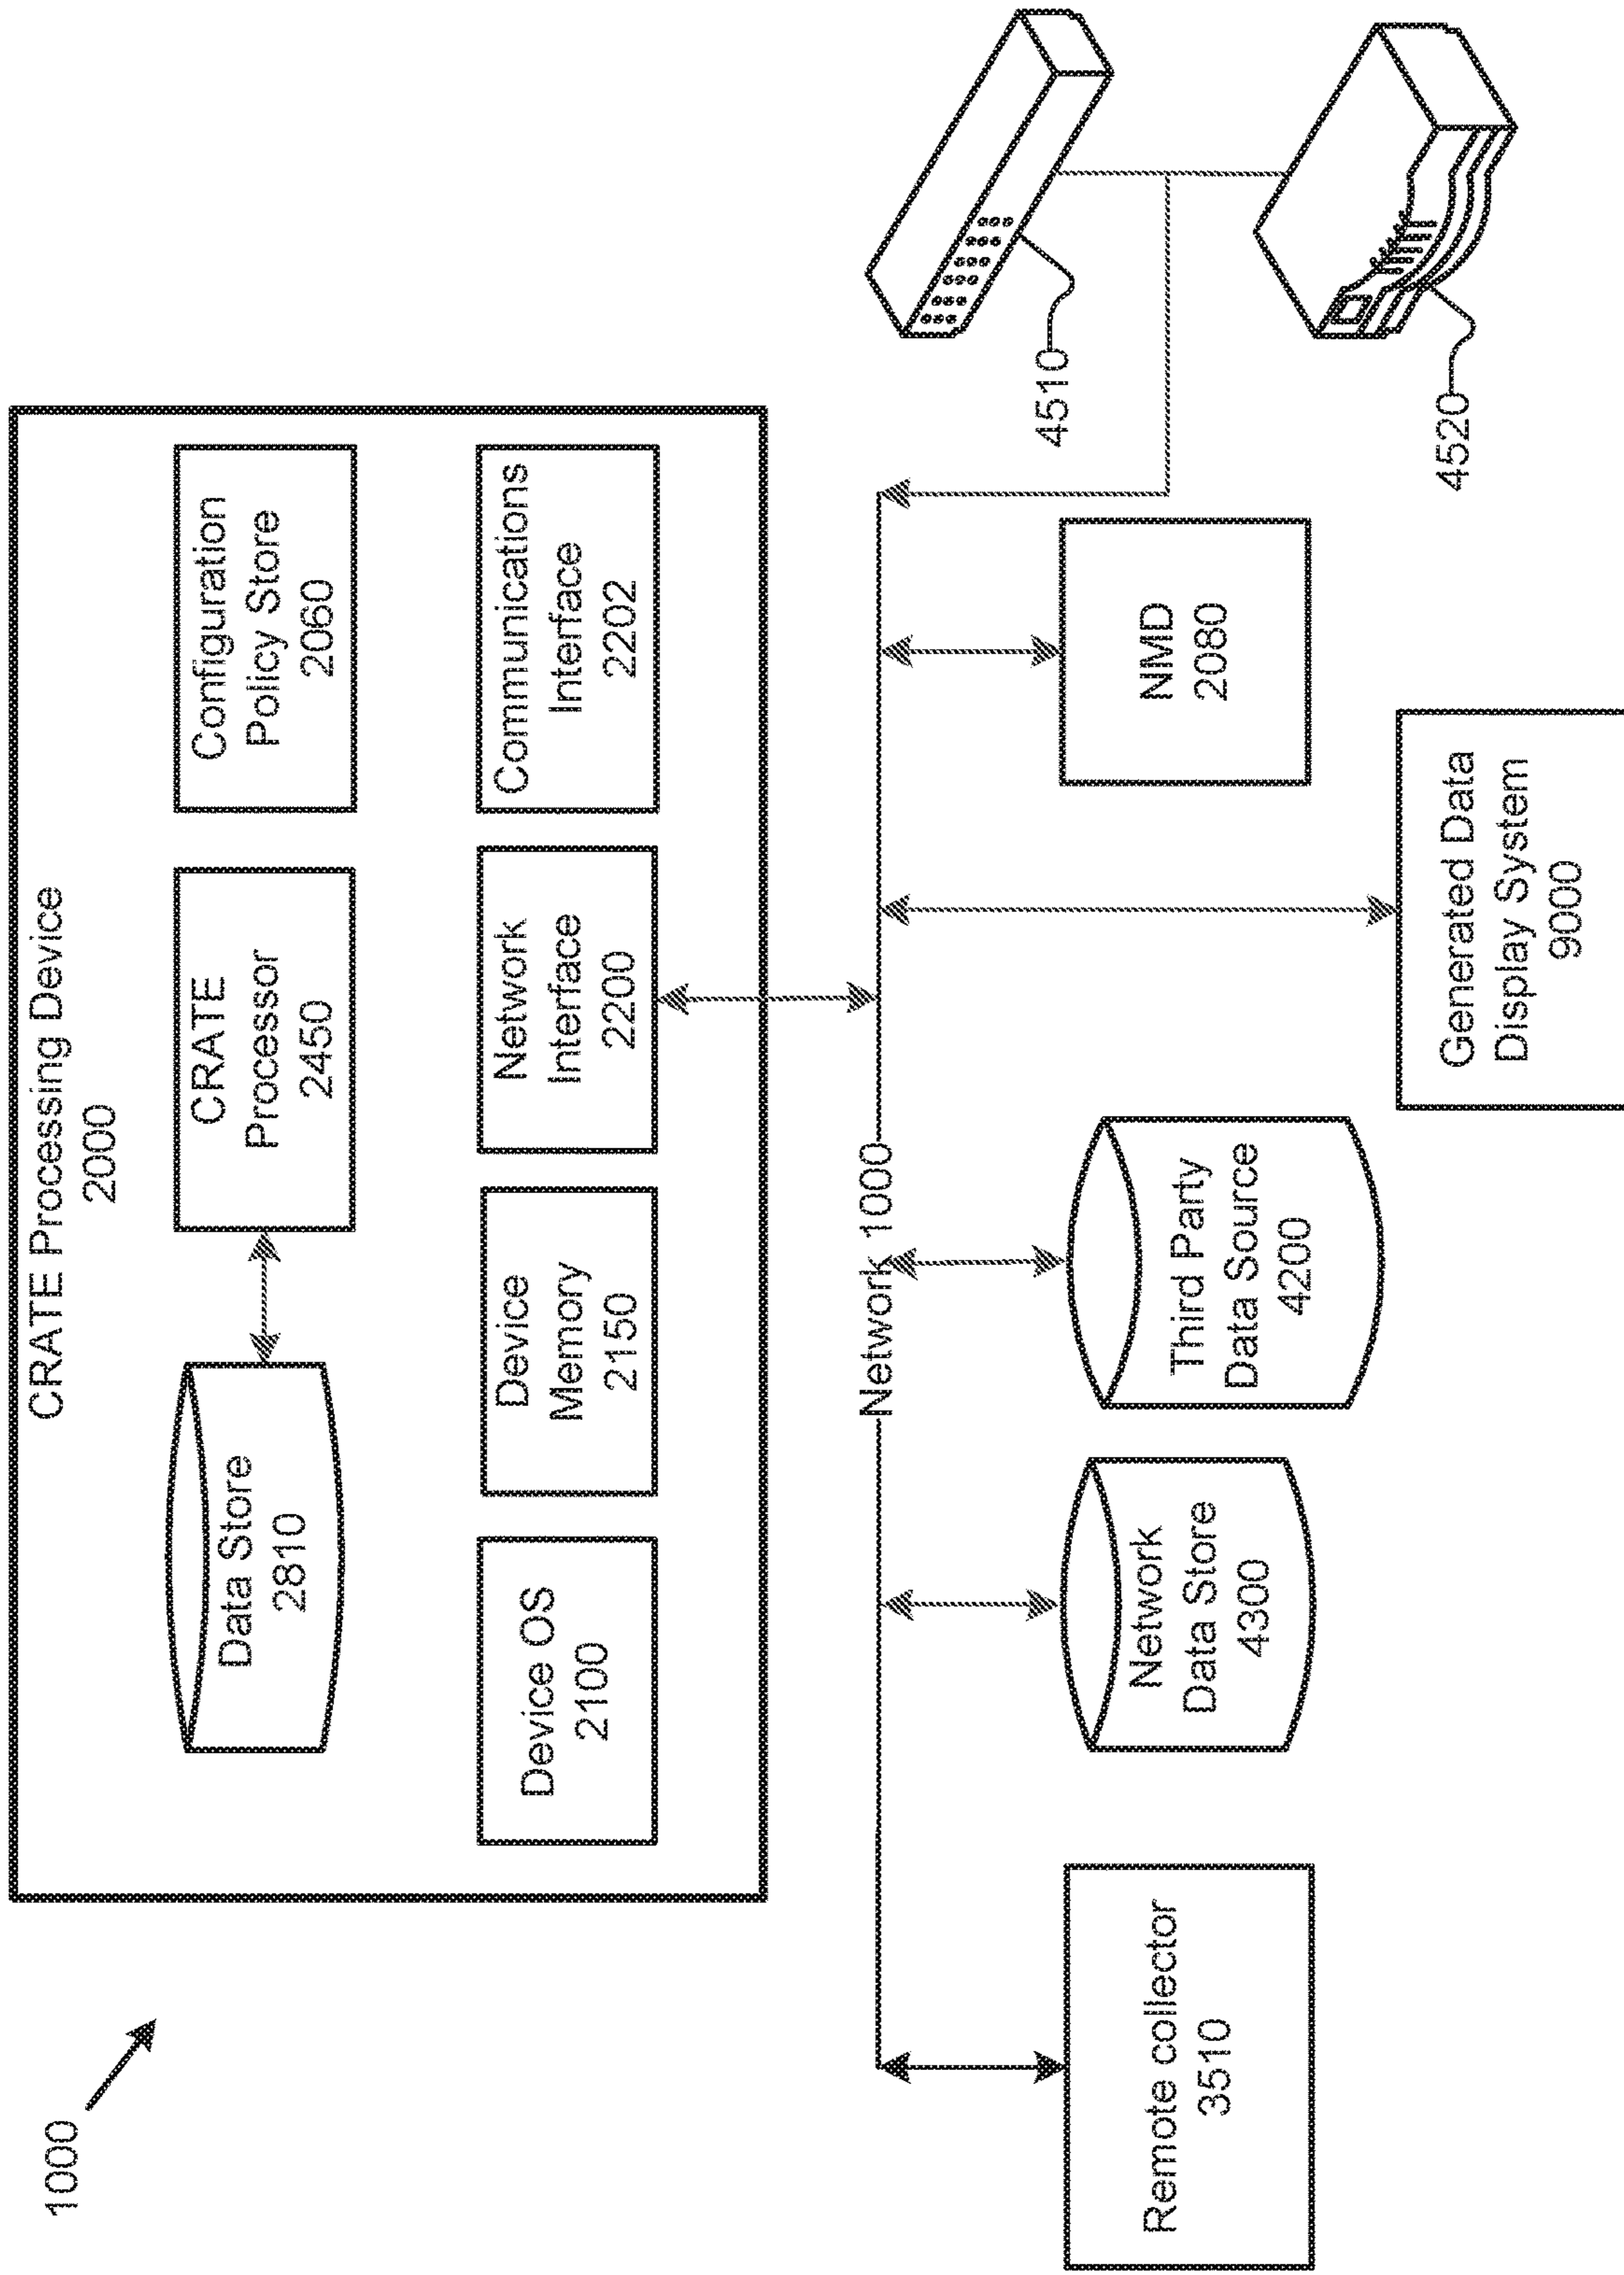 1000
CRATE Processing Device
2000
Data Store
2810
CRATE
Processor
2450
Configuration
Policy Store
2060
Device OS
2100
Device
Memory
2150
Network
Interface
2200
Communications
Interface
2202
Network 1000
Remote collector
3510
Network
Data Store
4300
Third Party
Data Source
4200
Generated Data
Display System
9000
NMD
2080
4510
4520